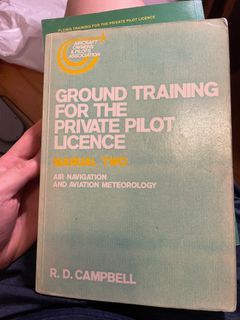 FLYING TRAINING FOR THE PRIVATE PILOT LICENCE
AIRCRAFT
OWNERS
& PILOTS
ASSOCIATION
GROUND TRAINING
FOR THE
PRIVATE PILOT
LICENCE
MANUAL TWO
AIR NAVIGATION
AND AVIATION METEOROLOGY
R. D. CAMPBELL